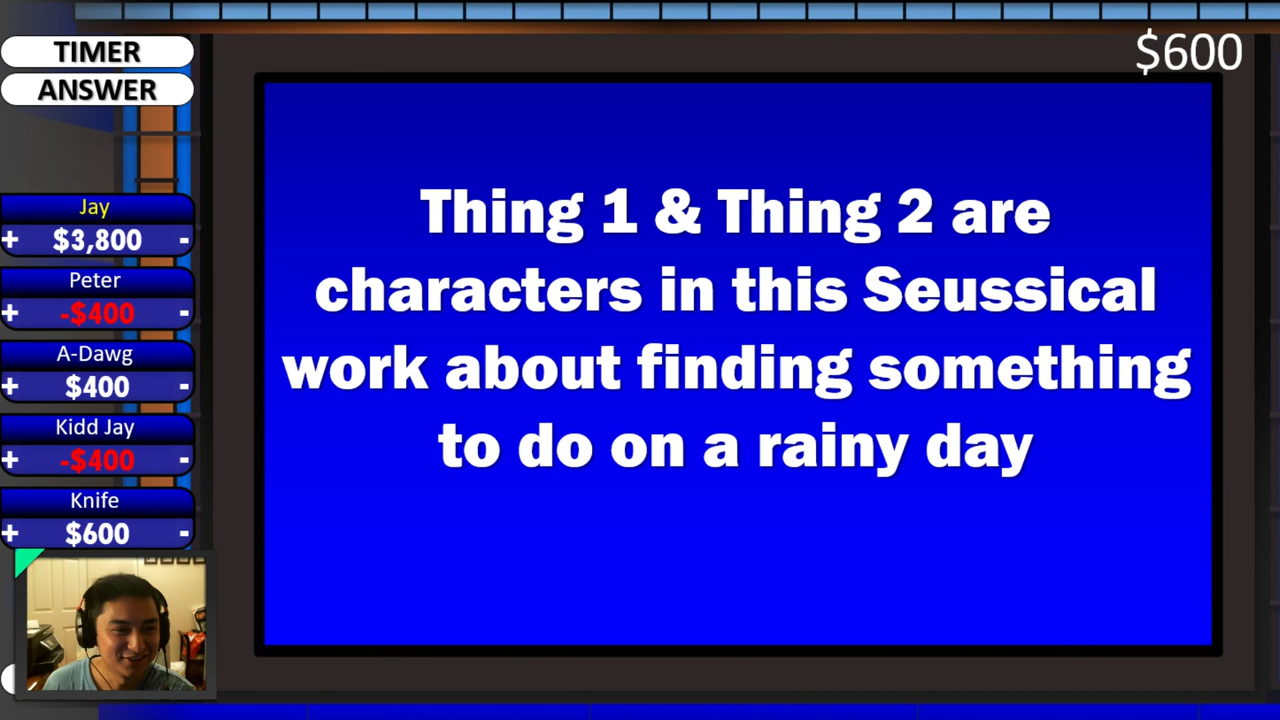 TIMER
ANSWER
$600
Jay
+ $3,800 -
Peter
+ -$400 -
A-Dawg
+ $400 -
Kidd Jay
+ -$400 -
Knife
+ $600 -
Thing 1 & Thing 2 are
characters in this Seussical
work about finding something
to do on a rainy day